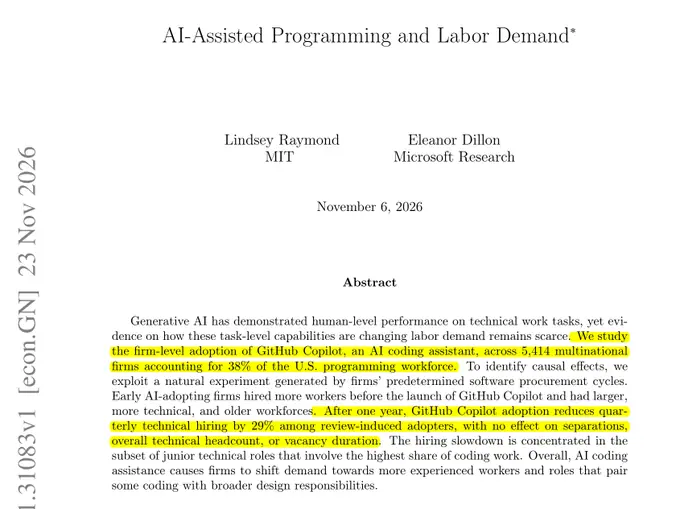 AI-Assisted Programming and Labor Demand*
Lindsey Raymond
MIT
Eleanor Dillon
Microsoft Research
November 6, 2026
Abstract
Generative AI has demonstrated human-level performance on technical work tasks, yet evi-
dence on how these task-level capabilities are changing labor demand remains scarce. We study
the firm-level adoption of GitHub Copilot, an AI coding assistant, across 5,414 multinational
firms accounting for 38% of the U.S. programming workforce. To identify causal effects, we
exploit a natural experiment generated by firms' predetermined software procurement cycles.
Early AI-adopting firms hired more workers before the launch of GitHub Copilot and had larger,
more technical, and older workforces. After one year, GitHub Copilot adoption reduces quar-
terly technical hiring by 29% among review-induced adopters, with no effect on separations,
overall technical headcount, or vacancy duration. The hiring slowdown is concentrated in the
subset of junior technical roles that involve the highest share of coding work. Overall, AI coding
assistance causes firms to shift demand towards more experienced workers and roles that pair
some coding with broader design responsibilities.
1.31083v1 [econ.GN] 23 Nov 2026